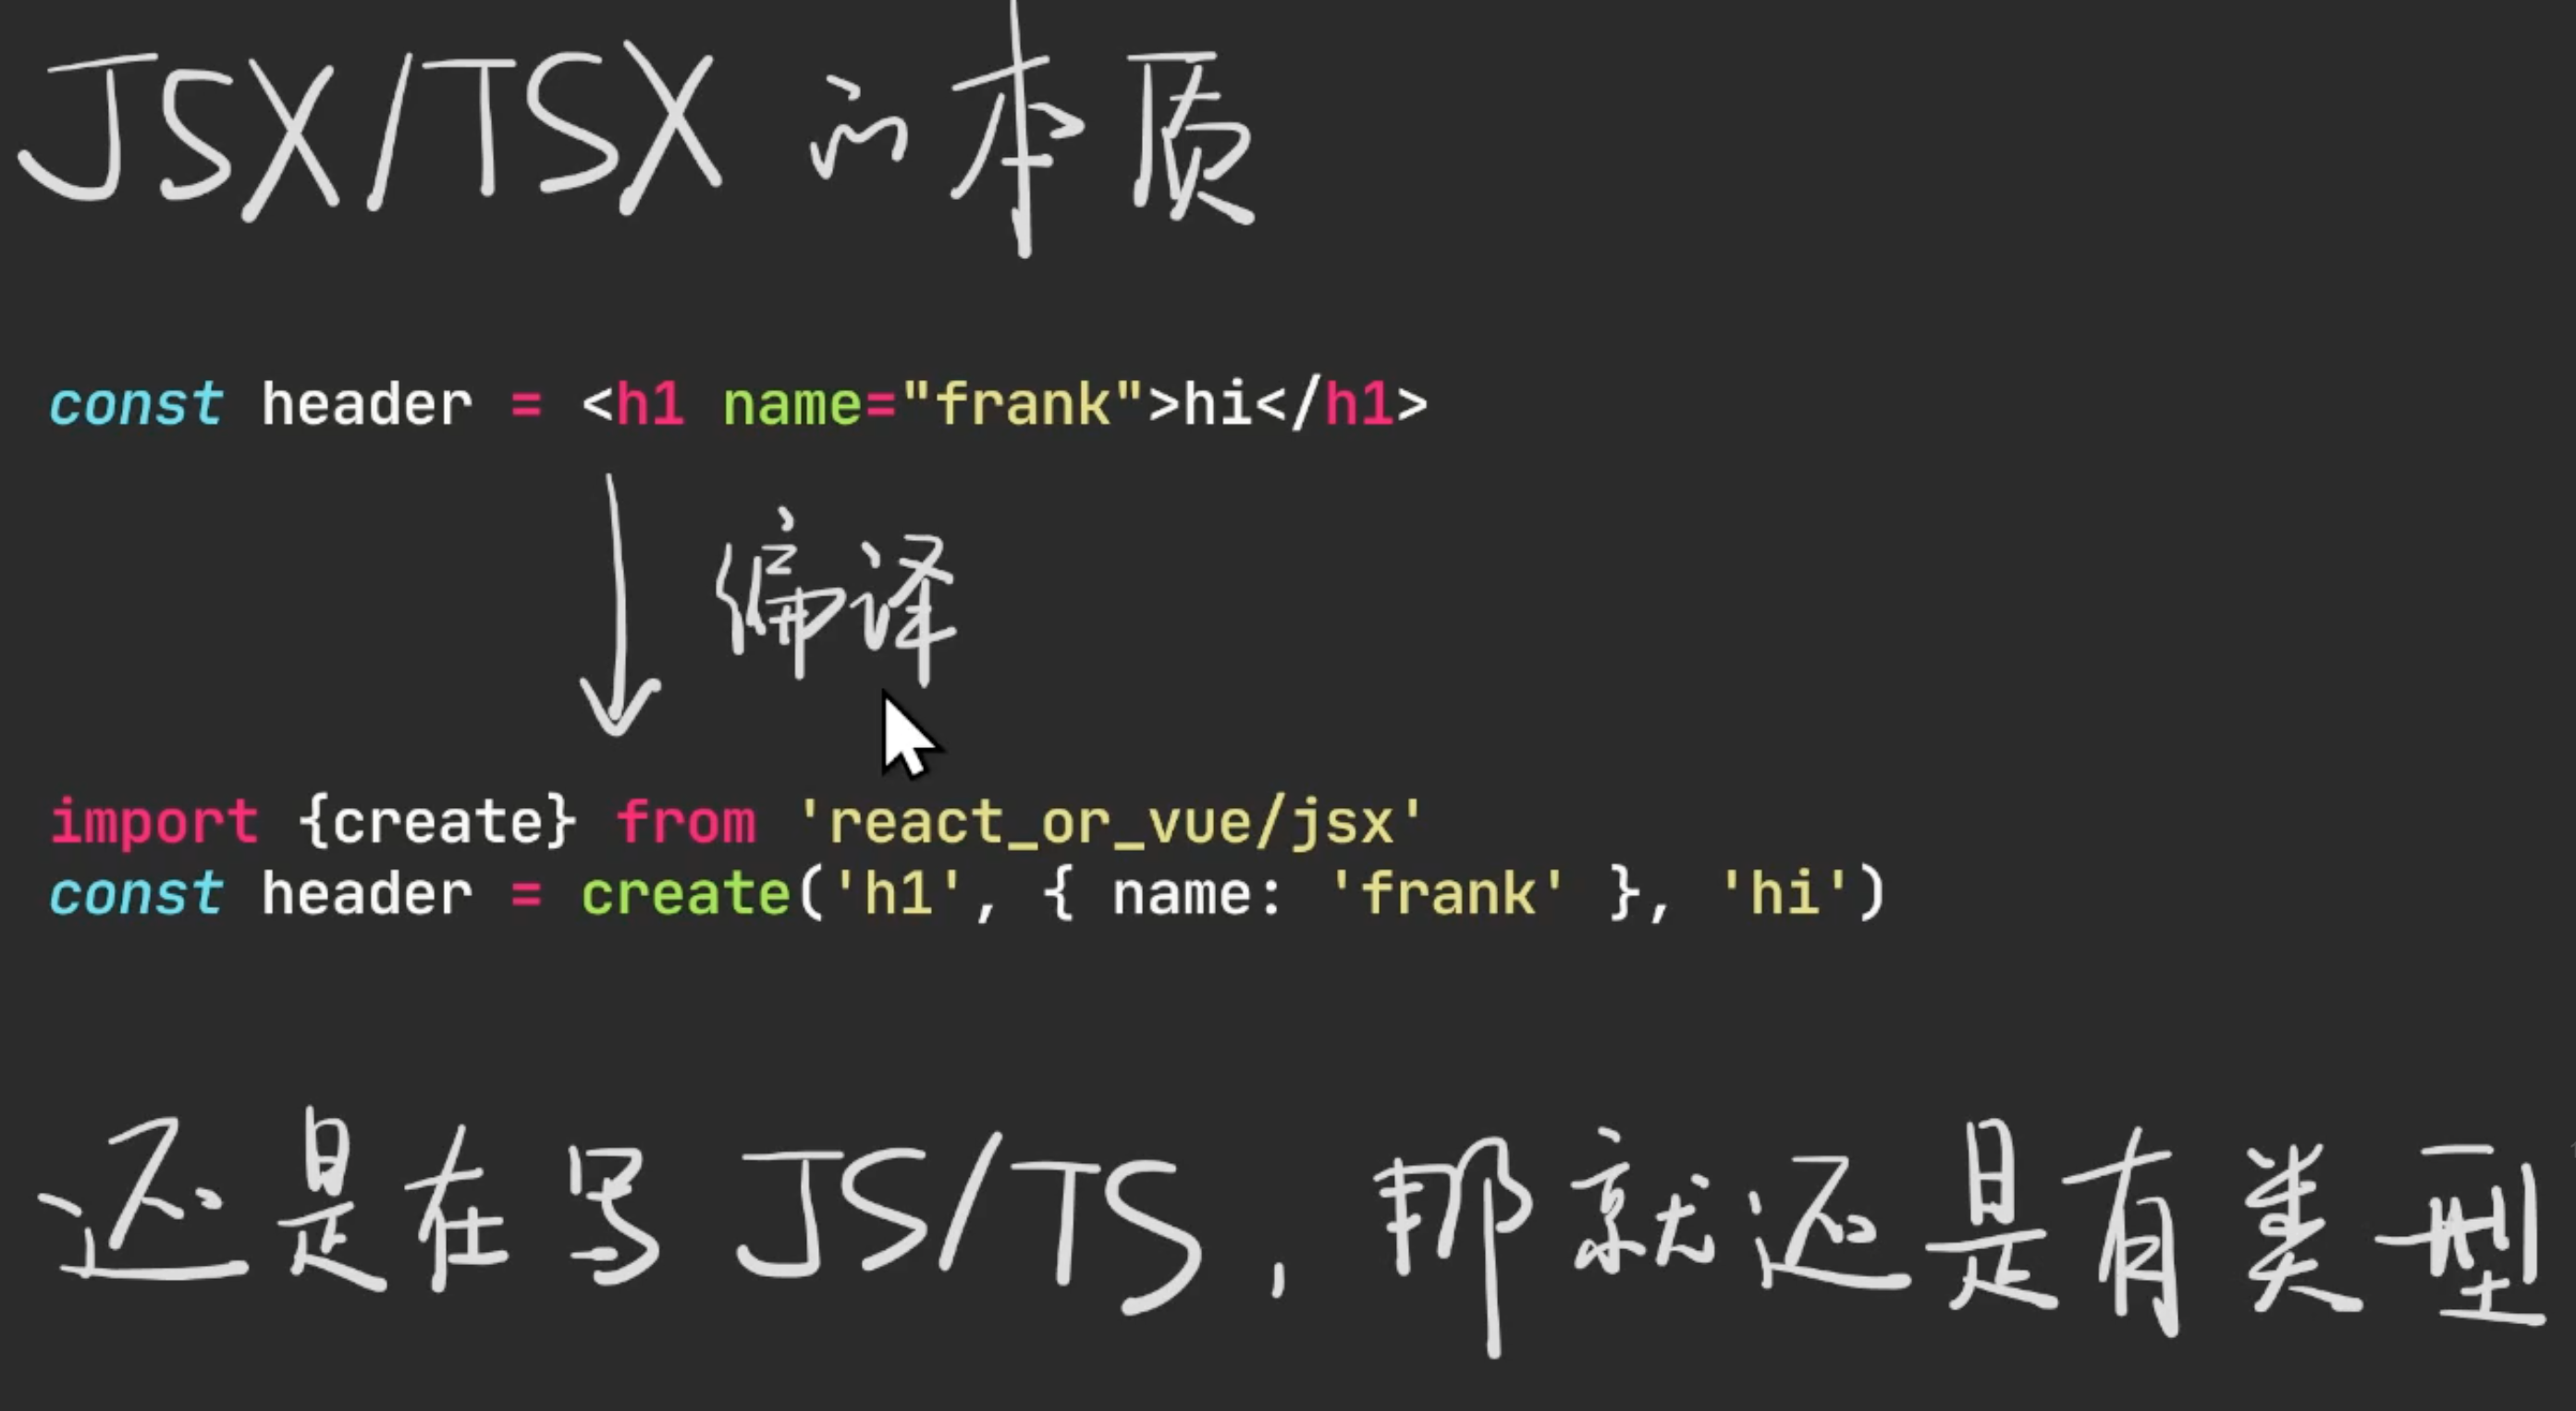 JSX/TSX 的本质
const header = <h1 name="frank">hi</h1>
编译
import {create} from 'react_or_vue/jsx'
const header = create('h1', { name: 'frank' }, 'hi')
还是在写 JS/TS, 那就还是有类型